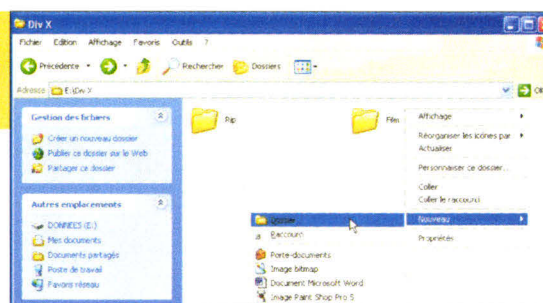 Div X
Fichier Edition Affichage Favoris Outils ?
Précédente Rechercher Dossiers
Adresse E:\Div X OK
Gestion des fichiers
Créer un nouveau dossier
Publier ce dossier sur le Web
Partager ce dossier
Autres emplacements
DONNEES (E:)
Mes documents
Documents partagés
Poste de travail
Favoris réseau
Rip
Files
Affichage
Réorganiser les icônes par
Actualiser
Personnaliser ce dossier...
Coller
Coller le raccourci
Nouveau
Propriétés
Dossier
Raccourci
Porte-documents
Image bitmap
Document Microsoft Word
Image Paint Shop Pro 5